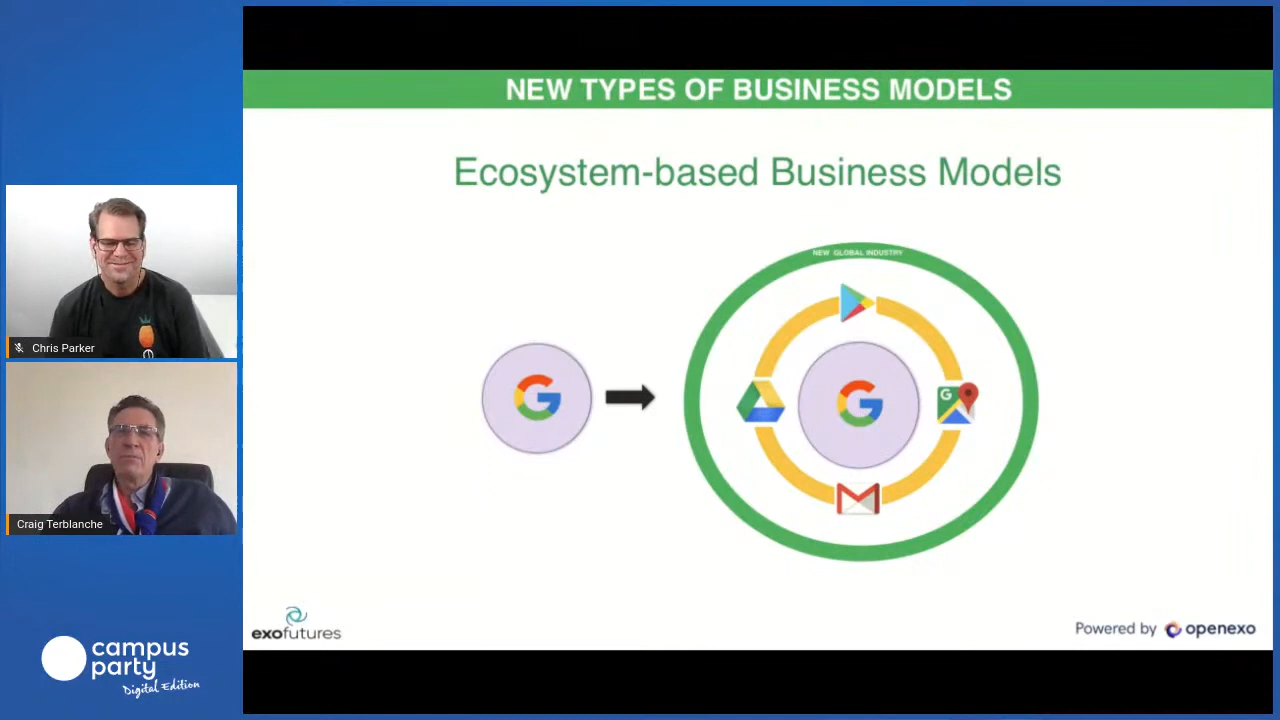 NEW TYPES OF BUSINESS MODELS
Ecosystem-based Business Models
NEW GLOBAL INDUSTRY
G
G
G
Chris Parker
Craig Terblanche
campus
party
Digital Edition
exofutures
Powered by openexo